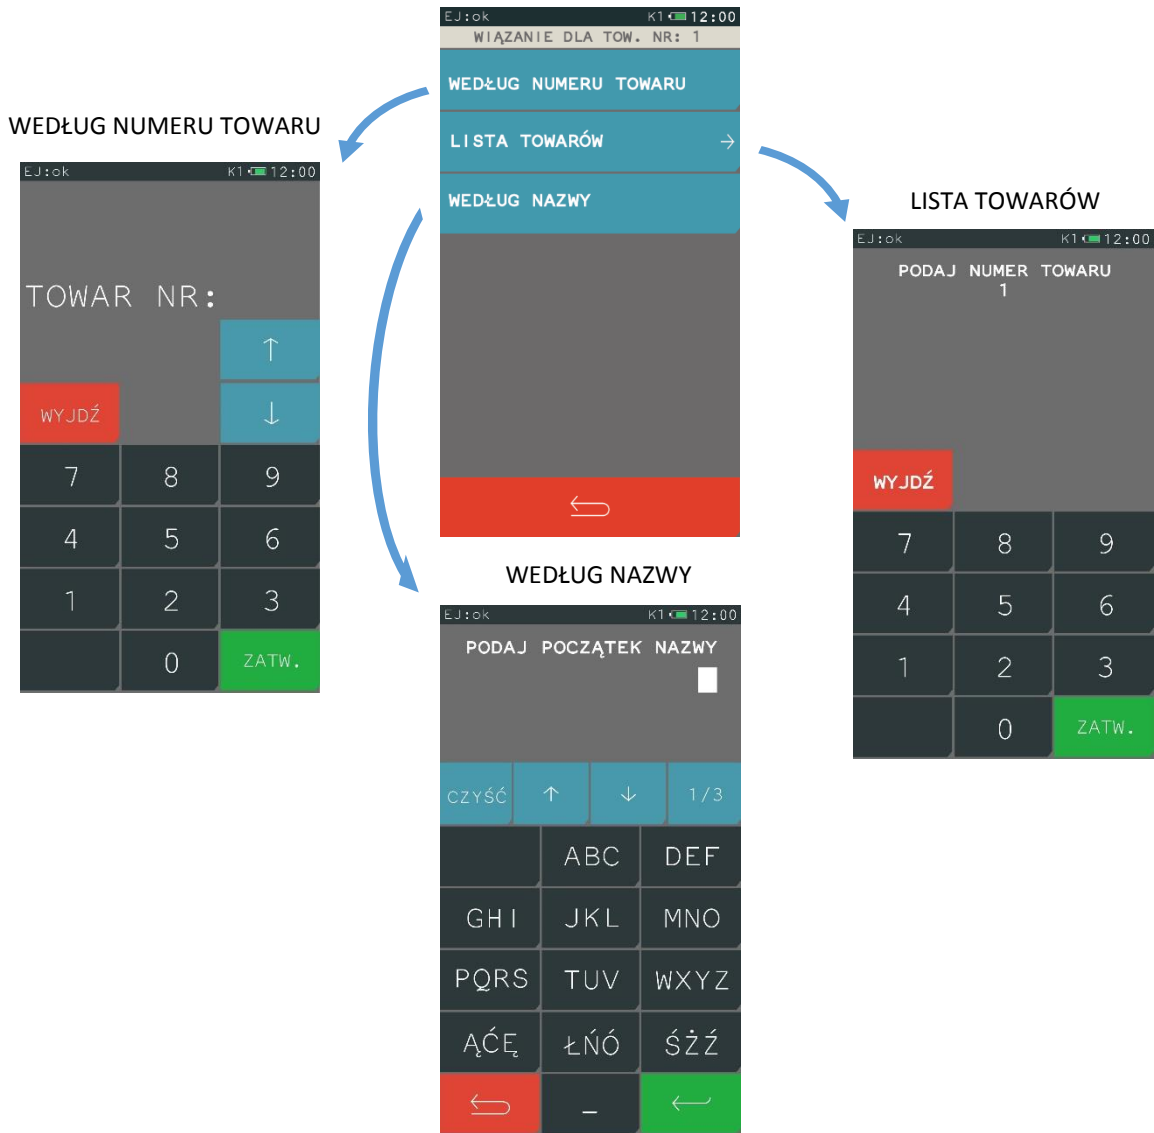 EJ:ok K1 12:00
WIĄZANIE DLA TOW. NR: 1
WEDŁUG NUMERU TOWARU
LISTA TOWARÓW →
WEDŁUG NAZWY
WEDŁUG NUMERU TOWARU
EJ:ok K1 12:00
TOWAR NR:
↑
WYJDŹ ↓
7 8 9
4 5 6
1 2 3
0 ZATW.
LISTA TOWARÓW
EJ:ok K1 12:00
PODAJ NUMER TOWARU
1
WYJDŹ
7 8 9
4 5 6
1 2 3
0 ZATW.
WEDŁUG NAZWY
EJ:ok K1 12:00
PODAJ POCZĄTEK NAZWY
CZYŚĆ ↑ ↓ 1/3
ABC DEF
GHI JKL MNO
PQRS TUV WXYZ
ĄĆĘ ŁŃÓ ŚŻŹ
_